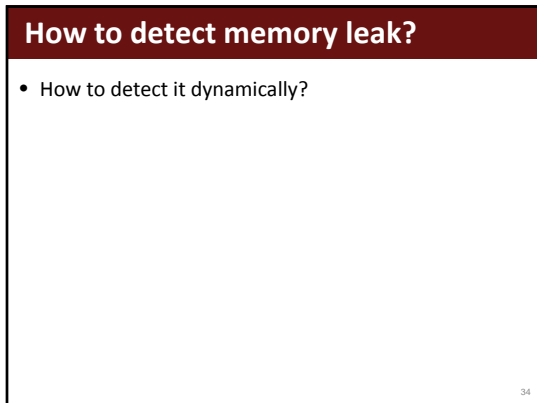 How to detect memory leak?
• How to detect it dynamically?
34